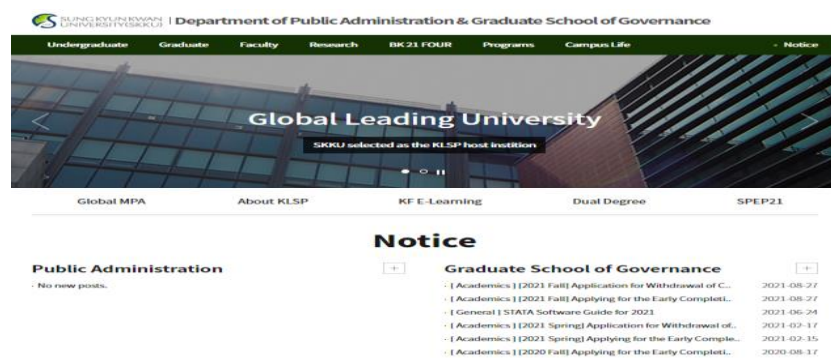 SUNG KYUN KWAN
UNIVERSITY(SKKU)
Department of Public Administration & Graduate School of Governance
Undergraduate Graduate Faculty Research BK 21 FOUR Programs Campus Life - Notice
Global Leading University
SKKU selected as the KLSP host instition
Global MPA About KLSP KF E-Learning Dual Degree SPEP21
Notice
Public Administration + Graduate School of Governance +
- No new posts.
- [ Academics ] [2021 Fall] Application for Withdrawal of C... 2021-08-27
- [ Academics ] [2021 Fall] Applying for the Early Completi... 2021-08-27
- [ General ] STATA Software Guide for 2021 2021-06-24
- [ Academics ] [2021 Spring] Application for Withdrawal of... 2021-02-17
- [ Academics ] [2021 Spring] Applying for the Early Comple... 2021-02-15
- [ Academics ] [2020 Fall] Applying for the Early Completi... 2020-08-17